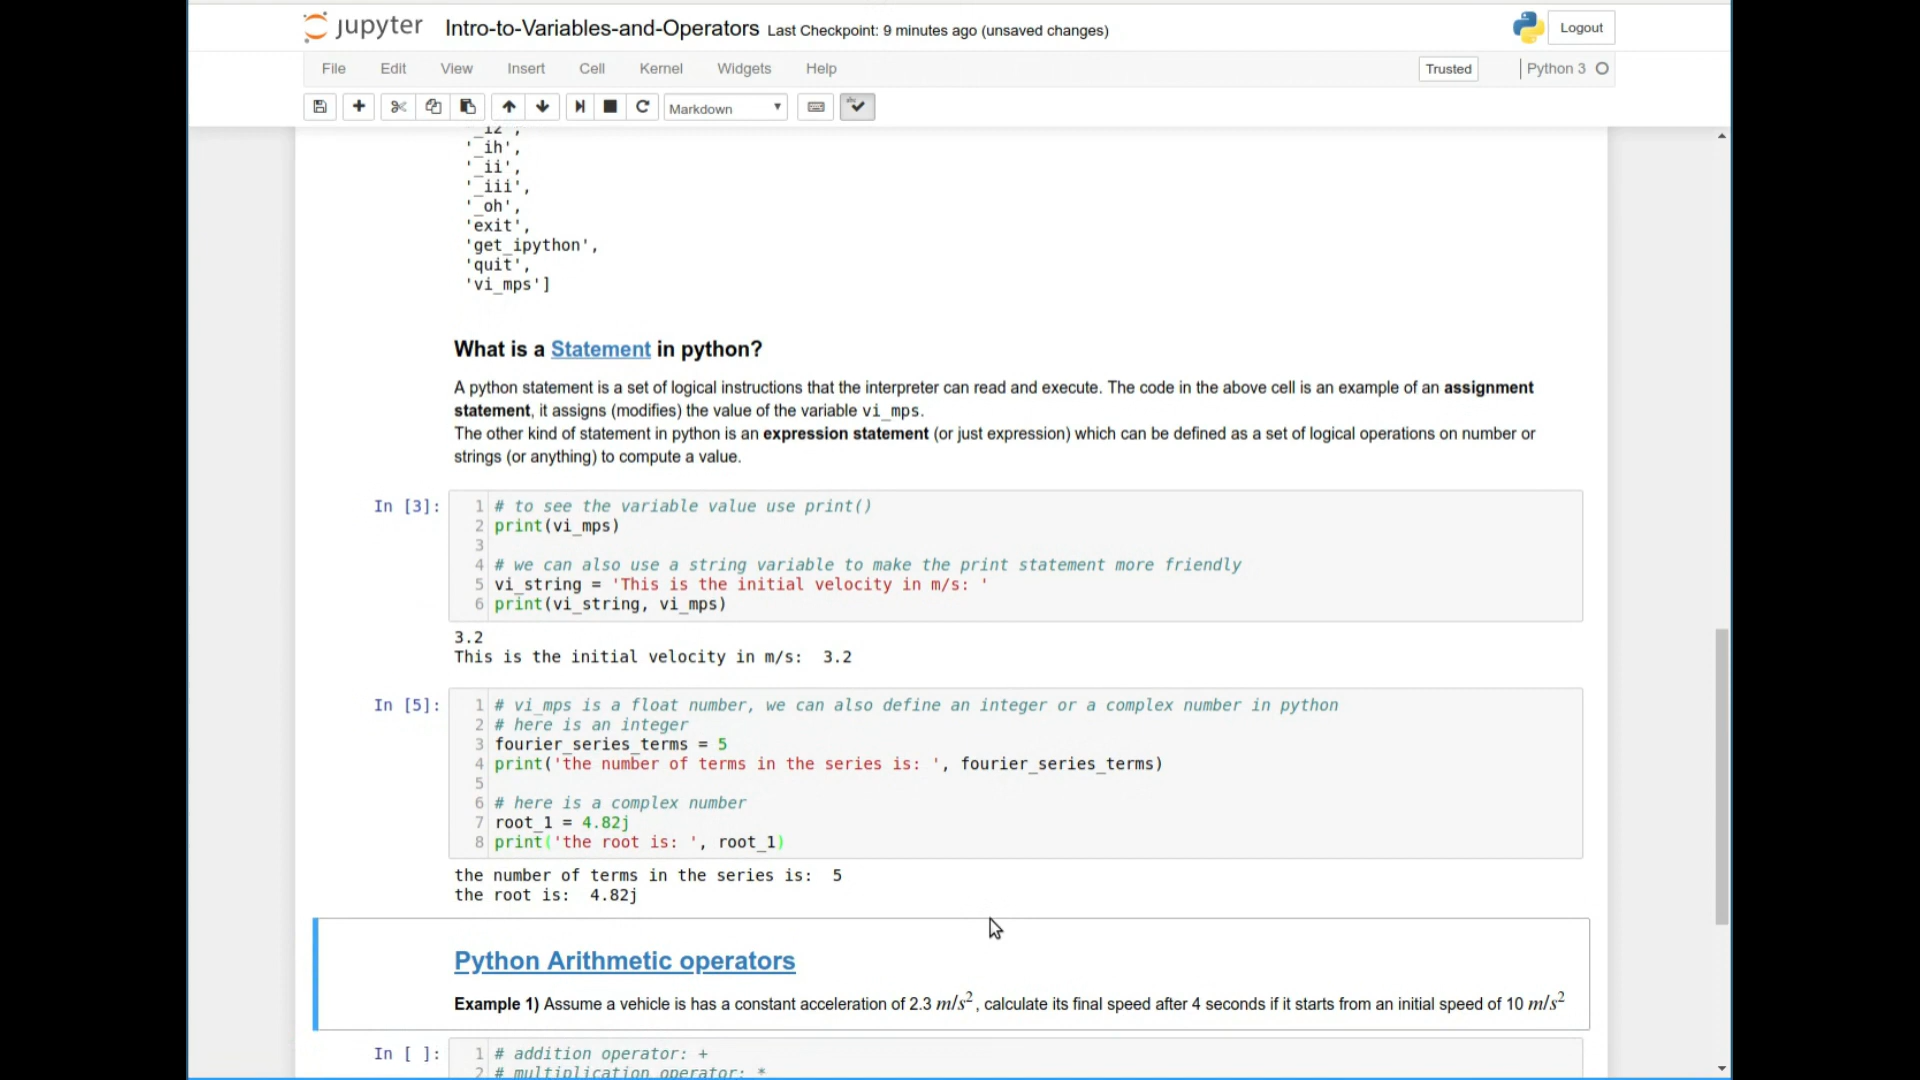 jupyter Intro-to-Variables-and-Operators Last Checkpoint: 9 minutes ago (unsaved changes) Logout
File Edit View Insert Cell Kernel Widgets Help Trusted Python 3
Markdown
'_i2',
'_ih',
'_ii',
'_iii',
'_oh',
'exit',
'get_ipython',
'quit',
'vi_mps']
What is a Statement in python?
A python statement is a set of logical instructions that the interpreter can read and execute. The code in the above cell is an example of an assignment
statement, it assigns (modifies) the value of the variable vi_mps.
The other kind of statement in python is an expression statement (or just expression) which can be defined as a set of logical operations on number or
strings (or anything) to compute a value.
In [3]: 1 # to see the variable value use print()
2 print(vi_mps)
3
4 # we can also use a string variable to make the print statement more friendly
5 vi_string = 'This is the initial velocity in m/s: '
6 print(vi_string, vi_mps)
3.2
This is the initial velocity in m/s:  3.2
In [5]: 1 # vi_mps is a float number, we can also define an integer or a complex number in python
2 # here is an integer
3 fourier_series_terms = 5
4 print('the number of terms in the series is: ', fourier_series_terms)
5
6 # here is a complex number
7 root_1 = 4.82j
8 print('the root is: ', root_1)
the number of terms in the series is:  5
the root is:  4.82j
Python Arithmetic operators
Example 1) Assume a vehicle is has a constant acceleration of 2.3 m/s², calculate its final speed after 4 seconds if it starts from an initial speed of 10 m/s²
In [ ]: 1 # addition operator: +
2 # multiplication operator: *